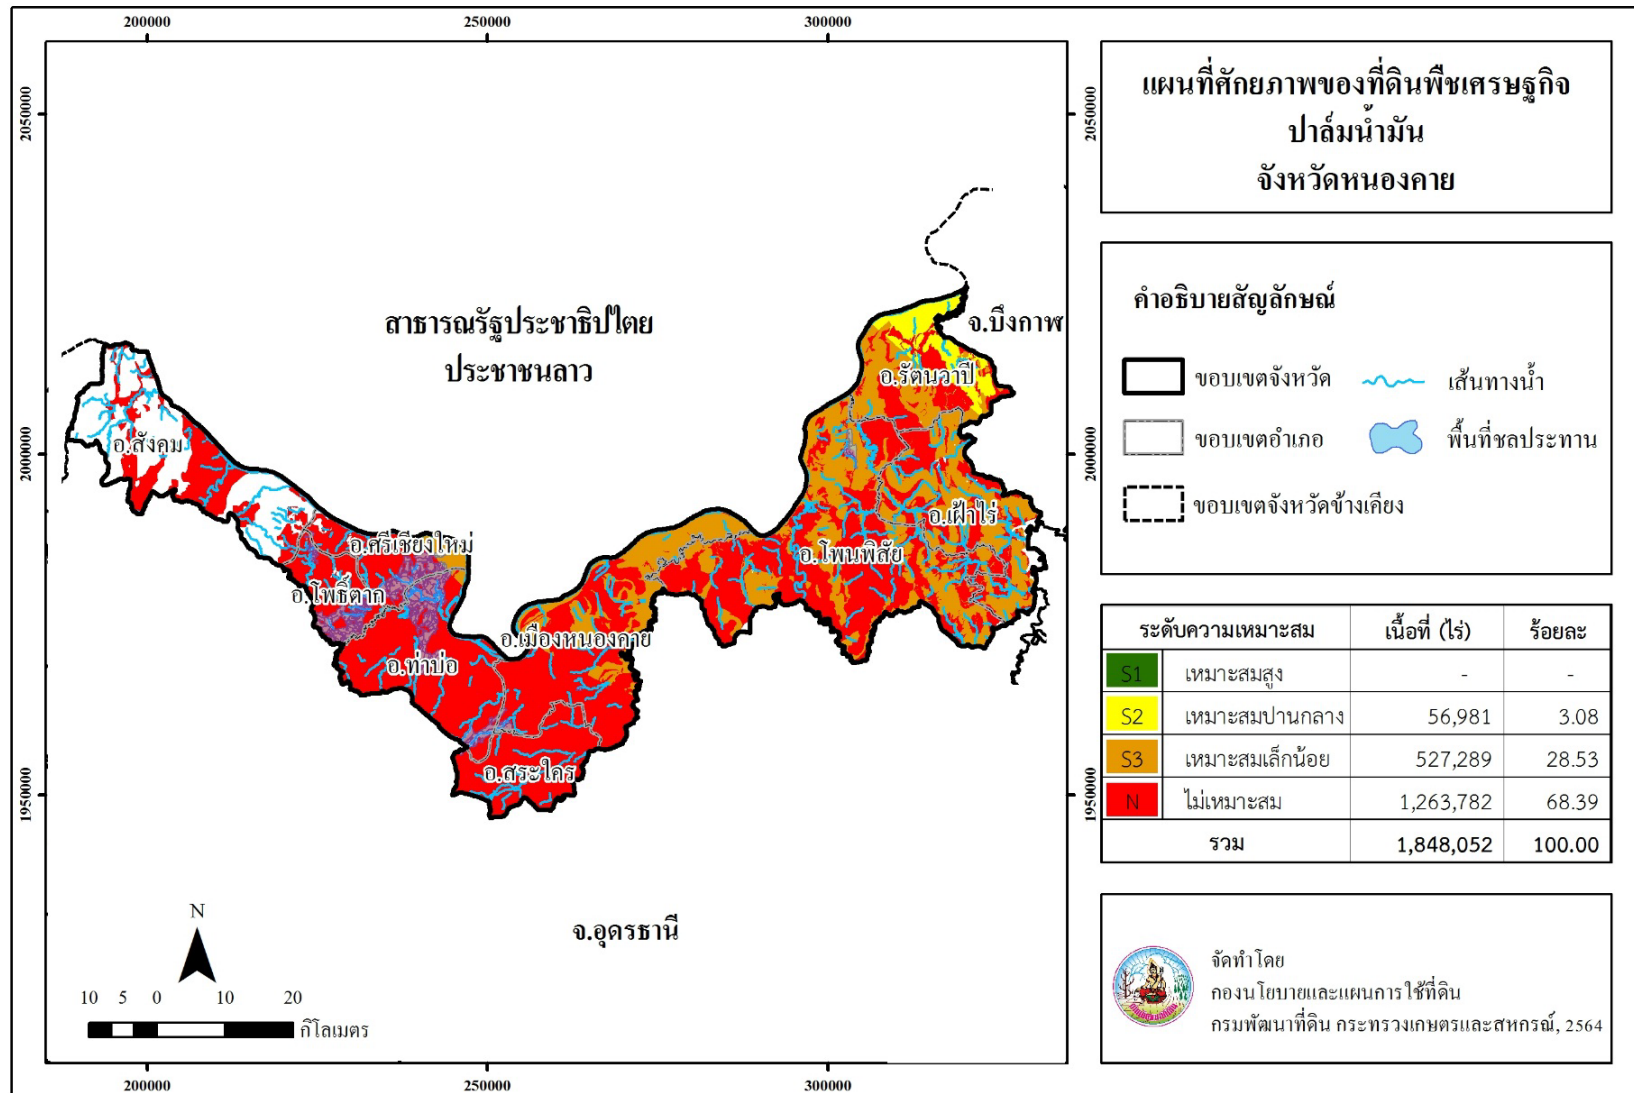 200000
250000
300000
2050000
2000000
1950000
2050000
2000000
1950000
สาธารณรัฐประชาธิปไตย
ประชาชนลาว
จ.บึงกาฬ
อ.รัตนวาปี
อ.สังคม
อ.เฝ้าไร่
อ.ศรีเชียงใหม่
อ.โพนพิสัย
อ.โพธิ์ตาก
อ.เมืองหนองคาย
อ.ท่าบ่อ
อ.สระใคร
จ.อุดรธานี
N
10 5 0 10 20
กิโลเมตร
200000
250000
300000
แผนที่ศักยภาพของที่ดินพืชเศรษฐกิจ
ปาล์มน้ำมัน
จังหวัดหนองคาย
คำอธิบายสัญลักษณ์
ขอบเขตจังหวัด เส้นทางน้ำ
ขอบเขตอำเภอ พื้นที่ชลประทาน
ขอบเขตจังหวัดข้างเคียง
ระดับความเหมาะสม เนื้อที่ (ไร่) ร้อยละ
S1 เหมาะสมสูง - -
S2 เหมาะสมปานกลาง 56,981 3.08
S3 เหมาะสมเล็กน้อย 527,289 28.53
N ไม่เหมาะสม 1,263,782 68.39
รวม 1,848,052 100.00
จัดทำโดย
กองนโยบายและแผนการใช้ที่ดิน
กรมพัฒนาที่ดิน กระทรวงเกษตรและสหกรณ์, 2564